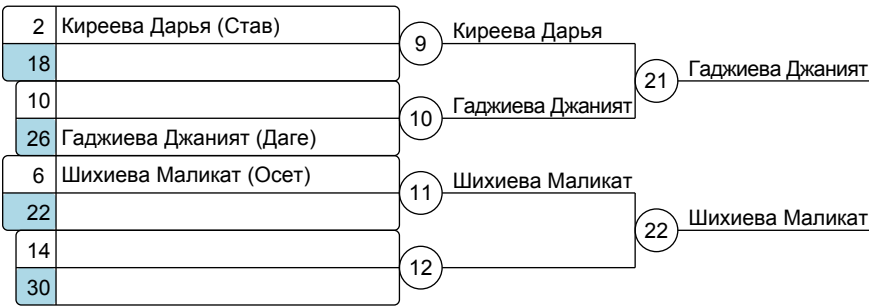 2 Киреева Дарья (Став)
18
10
26 Гаджиева Джаният (Даге)
6 Шихиева Маликат (Осет)
22
14
30
9 Киреева Дарья
10 Гаджиева Джаният
11 Шихиева Маликат
12
21 Гаджиева Джаният
22 Шихиева Маликат